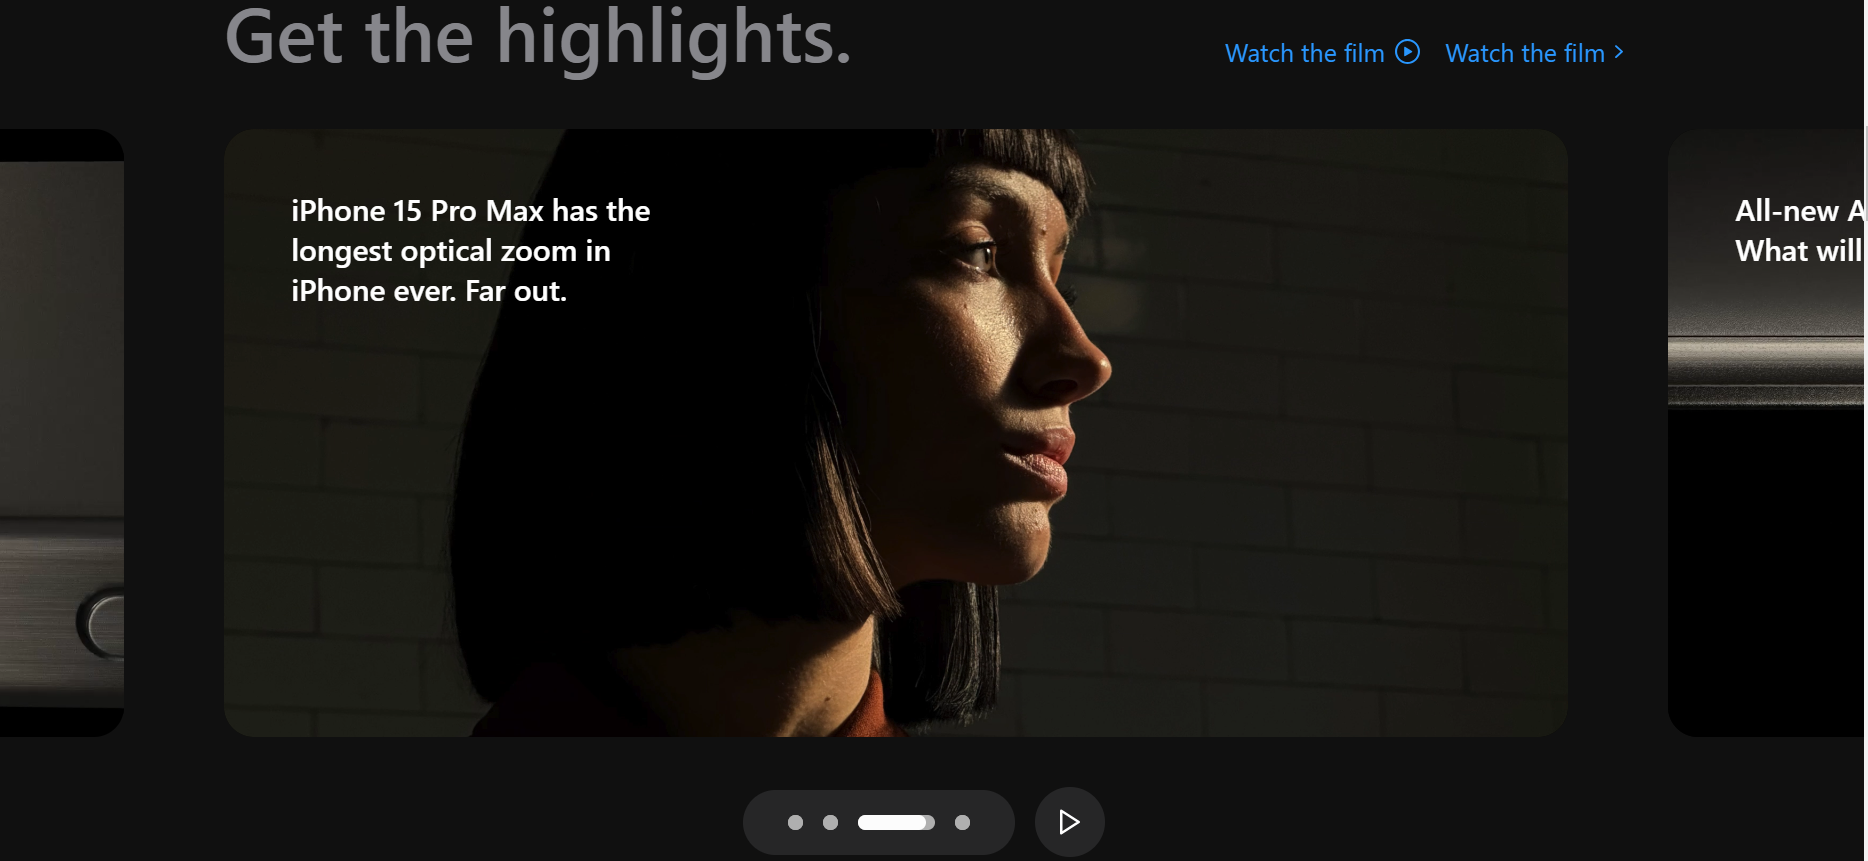 Get the highlights.
Watch the film Watch the film
iPhone 15 Pro Max has the
longest optical zoom in
iPhone ever. Far out.
All-new
What will